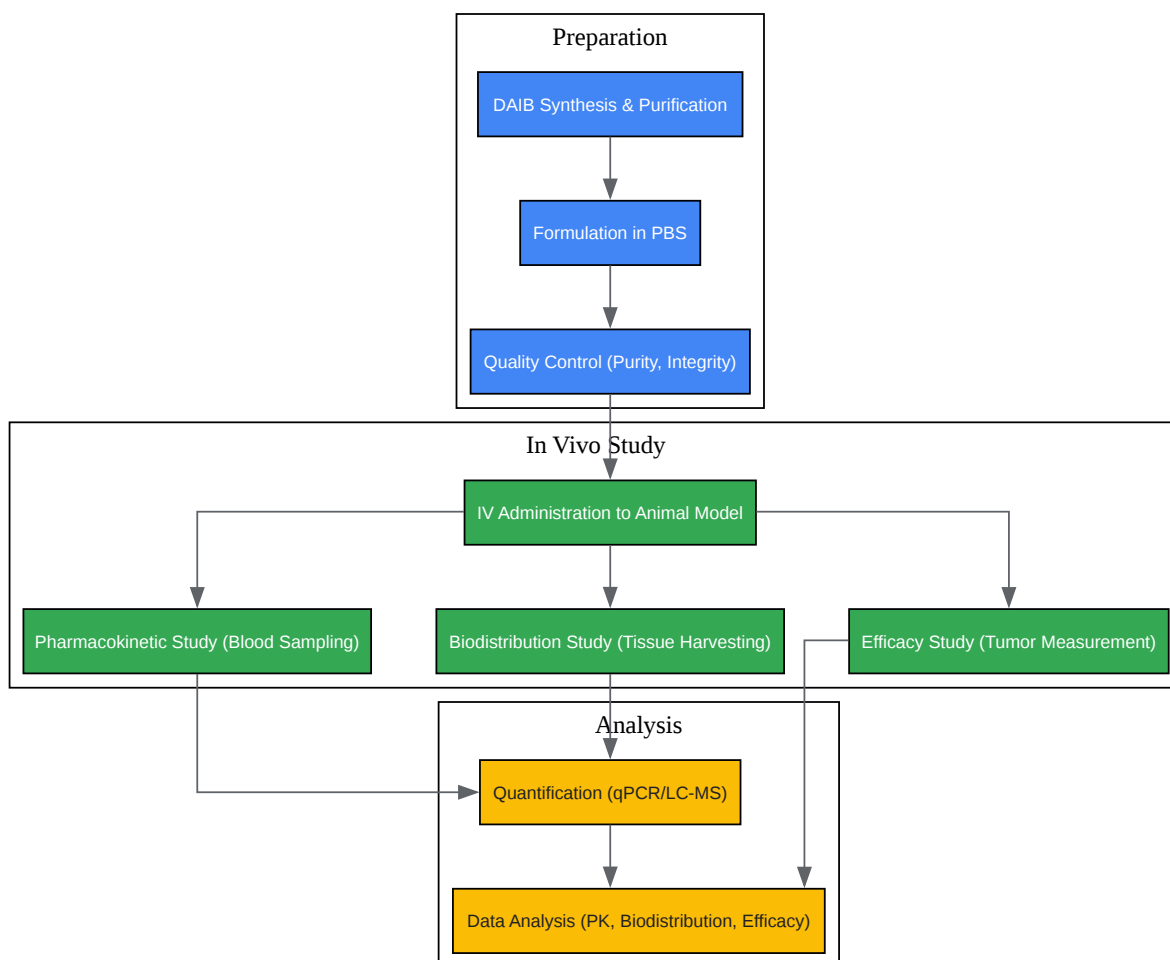 Preparation
DAIB Synthesis & Purification
Formulation in PBS
Quality Control (Purity, Integrity)
In Vivo Study
IV Administration to Animal Model
Pharmacokinetic Study (Blood Sampling)
Biodistribution Study (Tissue Harvesting)
Efficacy Study (Tumor Measurement)
Analysis
Quantification (qPCR/LC-MS)
Data Analysis (PK, Biodistribution, Efficacy)